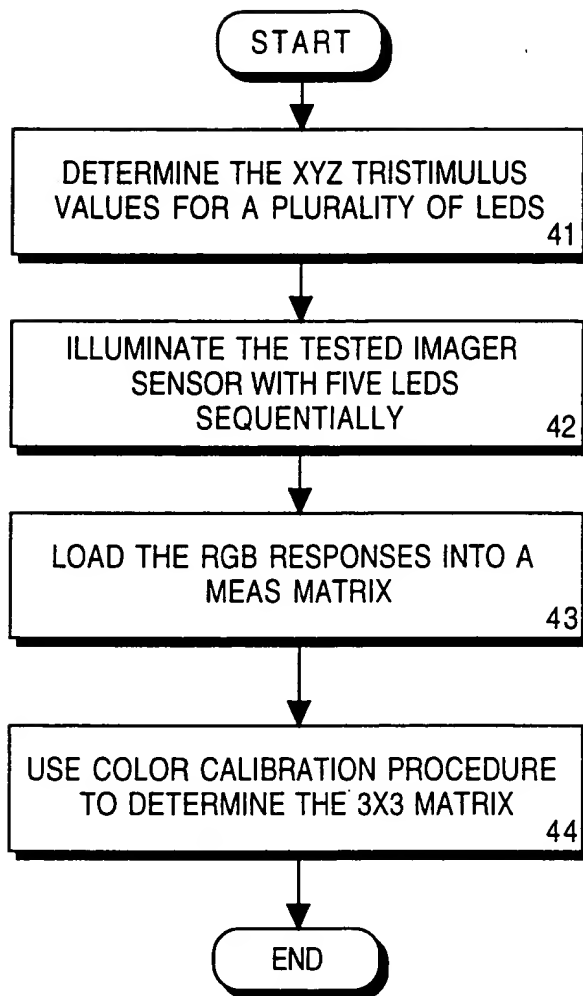 START
DETERMINE THE XYZ TRISTIMULUS
VALUES FOR A PLURALITY OF LEDS
41
ILLUMINATE THE TESTED IMAGER
SENSOR WITH FIVE LEDS
SEQUENTIALLY
42
LOAD THE RGB RESPONSES INTO A
MEAS MATRIX
43
USE COLOR CALIBRATION PROCEDURE
TO DETERMINE THE 3X3 MATRIX
44
END